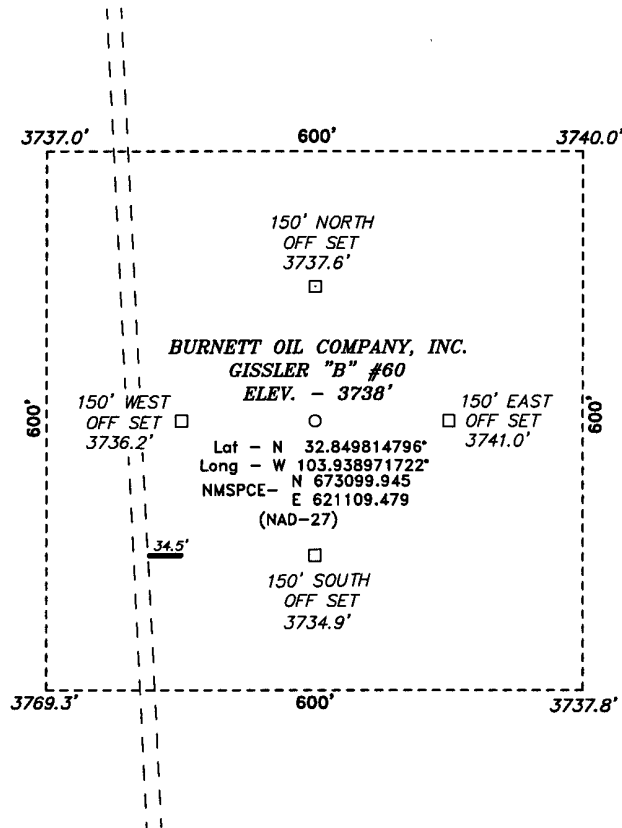 3737.0' 600' 3740.0'
150' NORTH
OFF SET
3737.6'
BURNETT OIL COMPANY, INC.
GISSLER "B" #60
ELEV. - 3738'
600'
150' WEST
OFF SET
3736.2'
150' EAST
OFF SET
3741.0'
600'
Lat - N 32.849814796°
Long - W 103.938971722°
NMSPCE- N 673099.945
E 621109.479
(NAD-27)
34.5'
150' SOUTH
OFF SET
3734.9'
3769.3' 600' 3737.8'